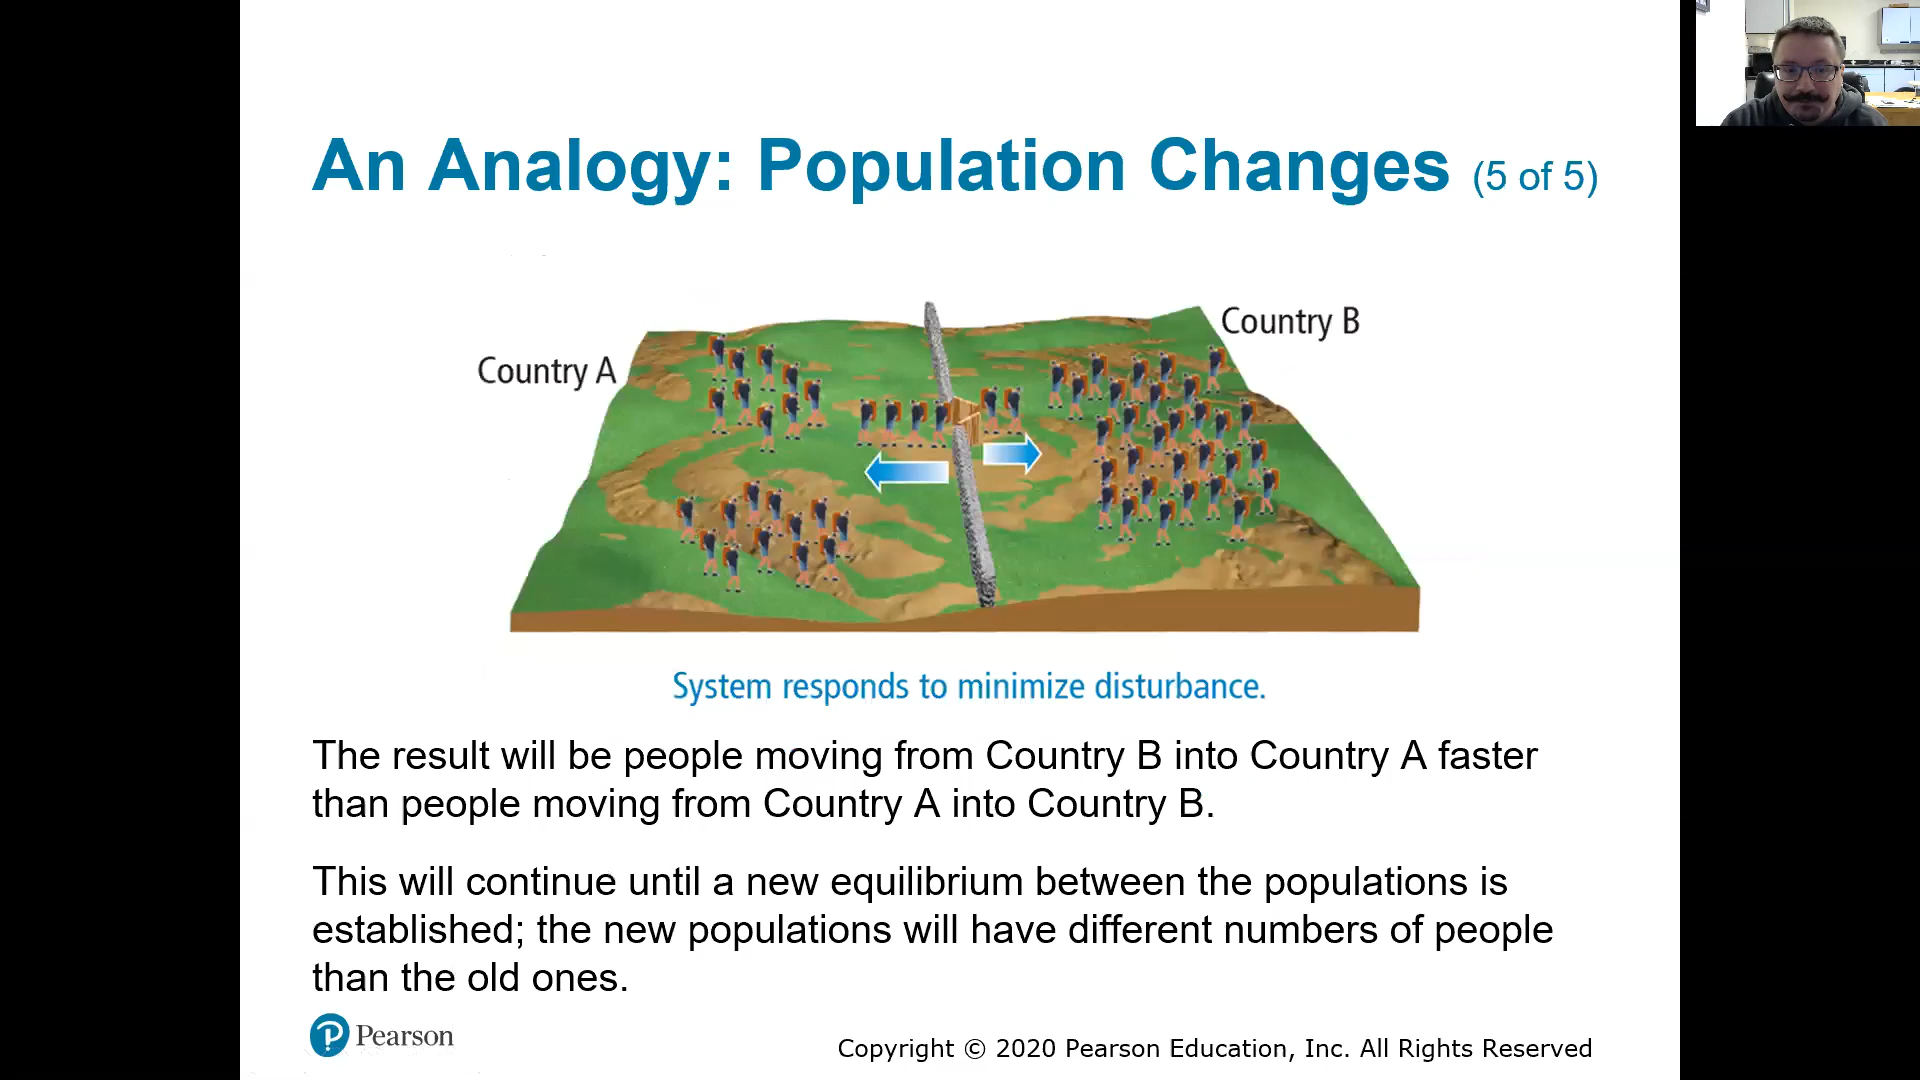 An Analogy: Population Changes (5 of 5)
Country A
Country B
System responds to minimize disturbance.
The result will be people moving from Country B into Country A faster
than people moving from Country A into Country B.
This will continue until a new equilibrium between the populations is
established; the new populations will have different numbers of people
than the old ones.
Pearson
Copyright © 2020 Pearson Education, Inc. All Rights Reserved